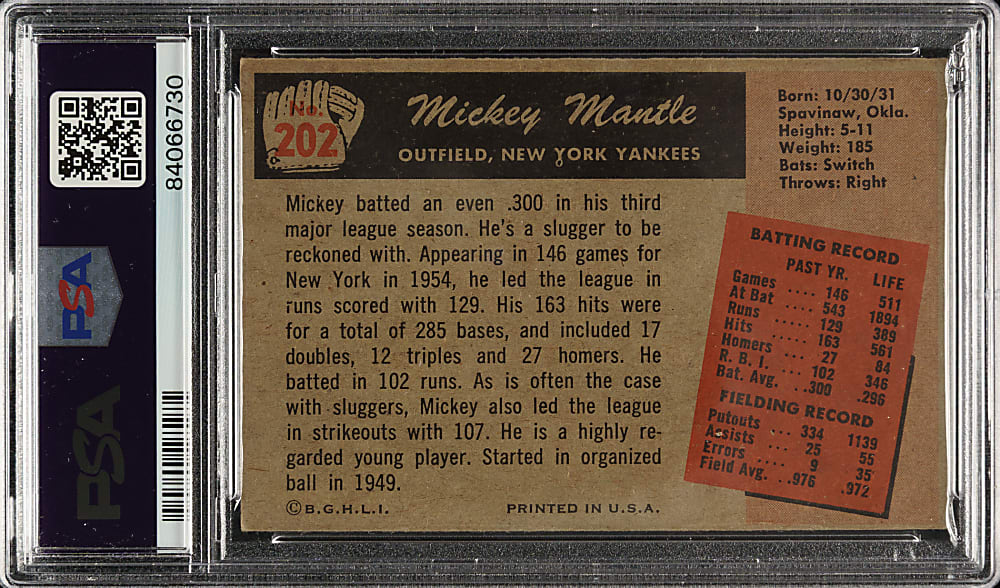 84066730
PSA
PSA
No.
202
Mickey Mantle
OUTFIELD, NEW YORK YANKEES
Born: 10/30/31
Spavinaw, Okla.
Height: 5-11
Weight: 185
Bats: Switch
Throws: Right
Mickey batted an even .300 in his third
major league season. He's a slugger to be
reckoned with. Appearing in 146 games for
New York in 1954, he led the league in
runs scored with 129. His 163 hits were
for a total of 285 bases, and included 17
doubles, 12 triples and 27 homers. He
batted in 102 runs. As is often the case
with sluggers, Mickey also led the league
in strikeouts with 107. He is a highly re-
garded young player. Started in organized
ball in 1949.
BATTING RECORD
PAST YR. LIFE
Games .... 146 511
At Bat .... 543 1894
Runs ..... 129 389
Hits ..... 163 561
Homers ... 27 84
R. B. I. ... 102 346
Bat. Avg. .. .300 .296
FIELDING RECORD
Putouts ... 334 1139
Assists ... 25 55
Errors .... 9 35
Field Avg. ..976 .972
©B.G.H.L.I. PRINTED IN U.S.A.